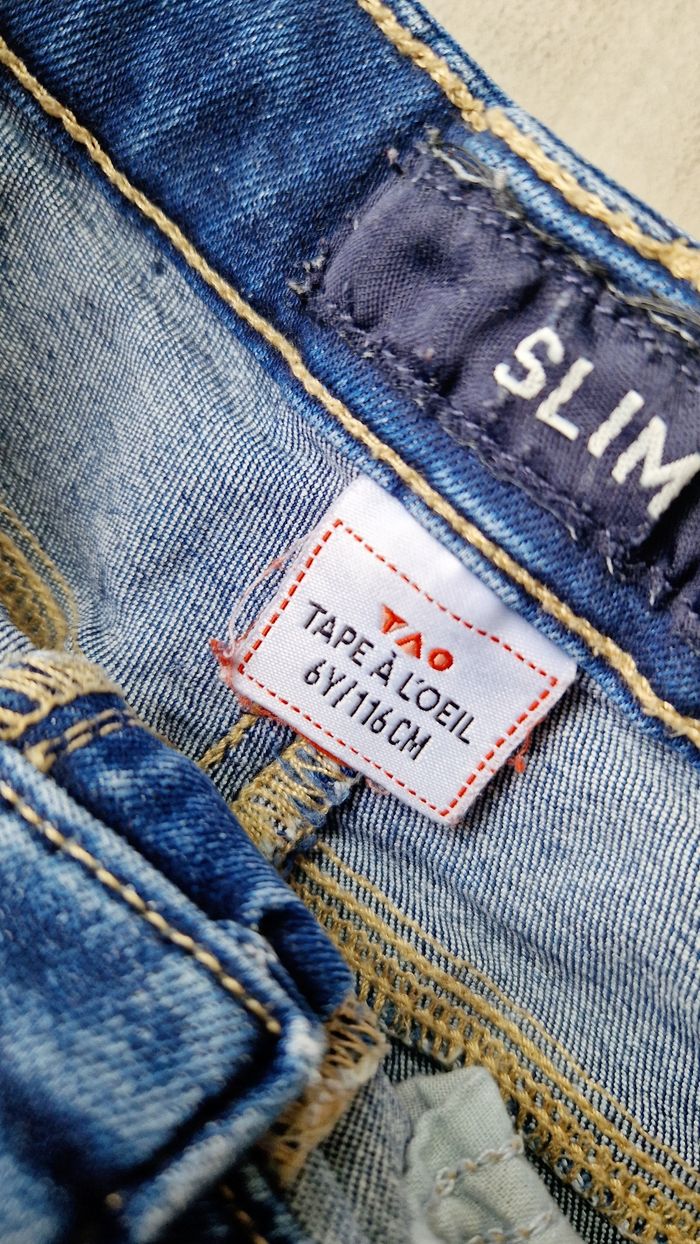 SLIM
TAO
TAPE À L'OEIL
6Y/116CM